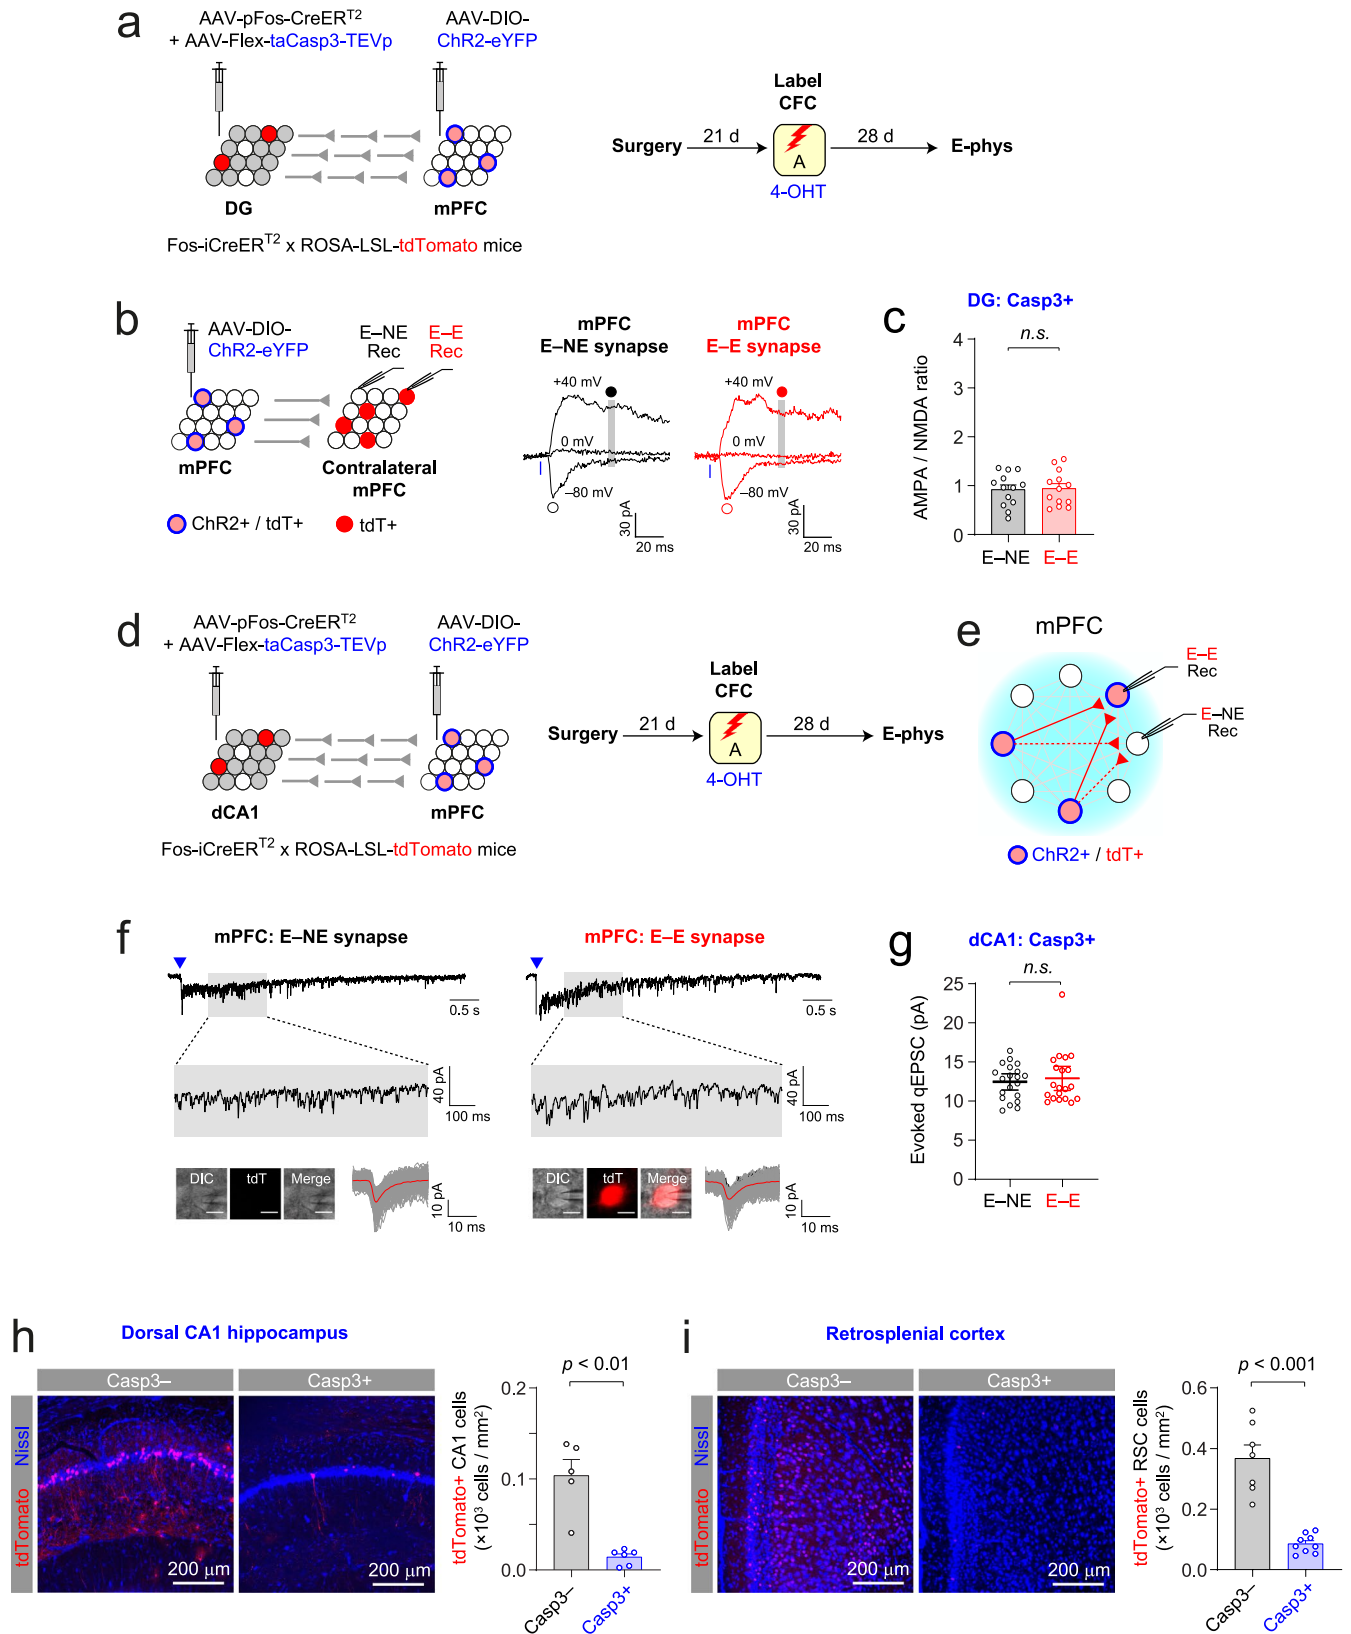 a
AAV-pFos-CreERT2
+ AAV-Flex-taCasp3-TEVp
AAV-DIO-
ChR2-eYFP
DG
mPFC
Fos-iCreERT2 x ROSA-LSL-tdTomato mice
Label
CFC
Surgery
21 d
A
28 d
E-phys
4-OHT
b
AAV-DIO-
ChR2-eYFP
E–NE
Rec
E–E
Rec
mPFC
Contralateral
mPFC
ChR2+ / tdT+
tdT+
mPFC
E–NE synapse
+40 mV
0 mV
–80 mV
30 pA
20 ms
mPFC
E–E synapse
+40 mV
0 mV
–80 mV
30 pA
20 ms
c
DG: Casp3+
n.s.
AMPA / NMDA ratio
4
3
2
1
0
E–NE
E–E
d
AAV-pFos-CreERT2
+ AAV-Flex-taCasp3-TEVp
AAV-DIO-
ChR2-eYFP
dCA1
mPFC
Fos-iCreERT2 x ROSA-LSL-tdTomato mice
Label
CFC
Surgery
21 d
A
28 d
E-phys
4-OHT
e
mPFC
E–E
Rec
E–NE
Rec
ChR2+ / tdT+
f
mPFC: E–NE synapse
0.5 s
40 pA
100 ms
DIC
tdT
Merge
10 pA
10 ms
mPFC: E–E synapse
0.5 s
40 pA
100 ms
DIC
tdT
Merge
10 pA
10 ms
g
dCA1: Casp3+
n.s.
Evoked qEPSC (pA)
25
20
15
10
5
0
E–NE
E–E
h
Dorsal CA1 hippocampus
Casp3–
Casp3+
tdTomato Nissl
200 μm
200 μm
p < 0.01
tdTomato+ CA1 cells
(×103 cells / mm2)
0.2
0.1
0.0
Casp3–
Casp3+
i
Retrosplenial cortex
Casp3–
Casp3+
tdTomato Nissl
200 μm
200 μm
p < 0.001
tdTomato+ RSC cells
(×103 cells / mm2)
0.6
0.4
0.2
0.0
Casp3–
Casp3+